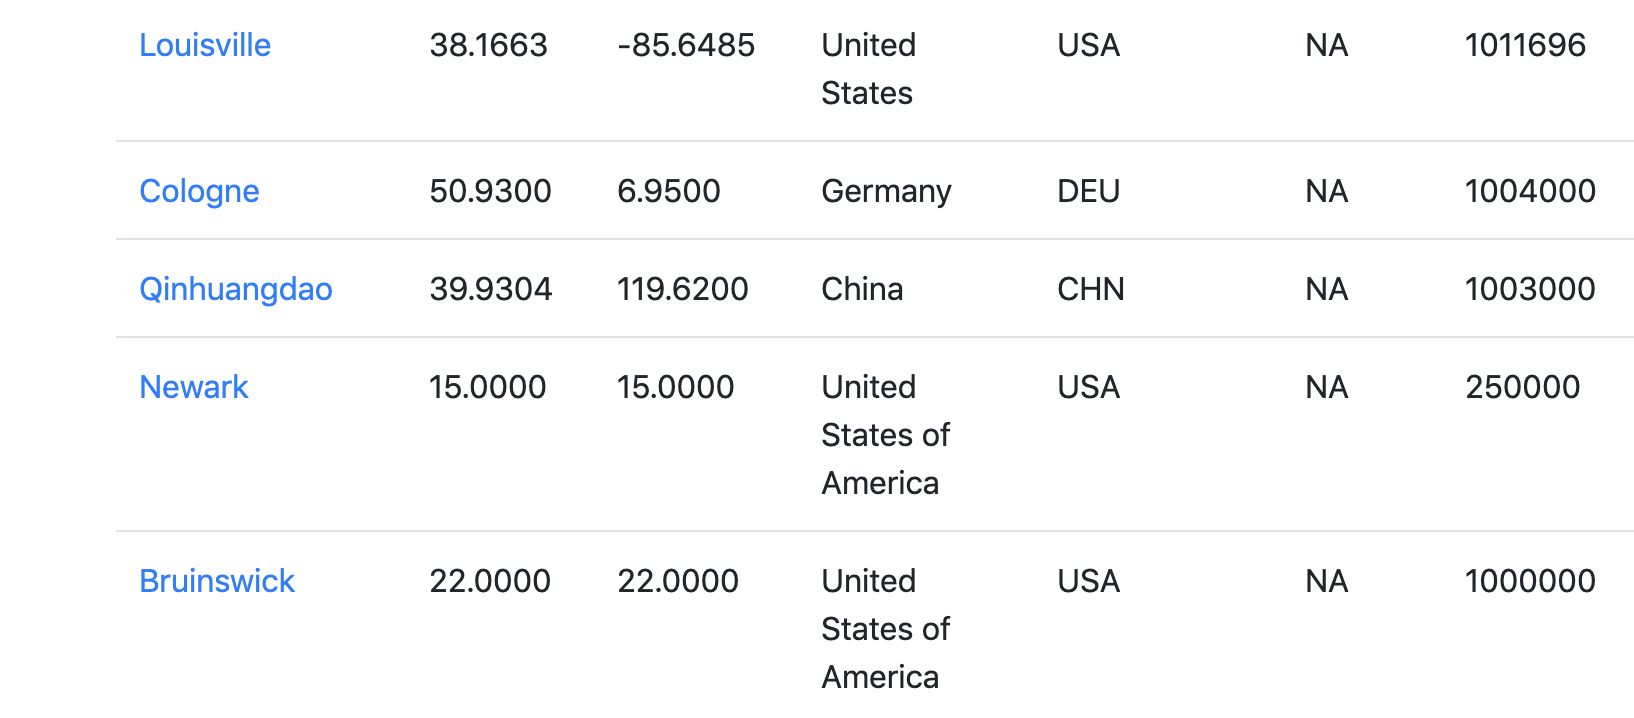 Louisville 38.1663 -85.6485 United USA NA 1011696
States
Cologne 50.9300 6.9500 Germany DEU NA 1004000
Qinhuangdao 39.9304 119.6200 China CHN NA 1003000
Newark 15.0000 15.0000 United USA NA 250000
States of
America
Bruinswick 22.0000 22.0000 United USA NA 1000000
States of
America